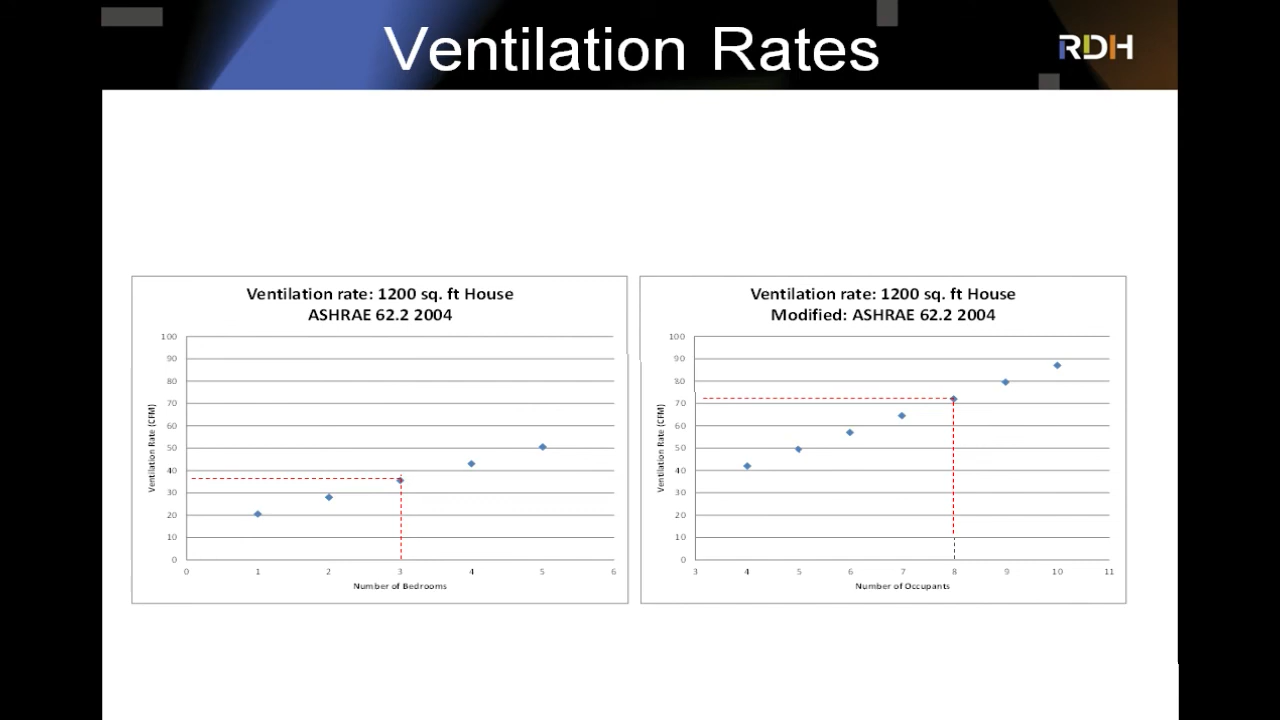 Ventilation Rates
RDH
Ventilation rate: 1200 sq. ft House
ASHRAE 62.2 2004
100
90
80
70
60
50
40
30
20
10
0
Ventilation Rate (CFM)
0 1 2 3 4 5 6
Number of Bedrooms
Ventilation rate: 1200 sq. ft House
Modified: ASHRAE 62.2 2004
100
90
80
70
60
50
40
30
20
10
0
Ventilation Rate (CFM)
3 4 5 6 7 8 9 10 11
Number of Occupants